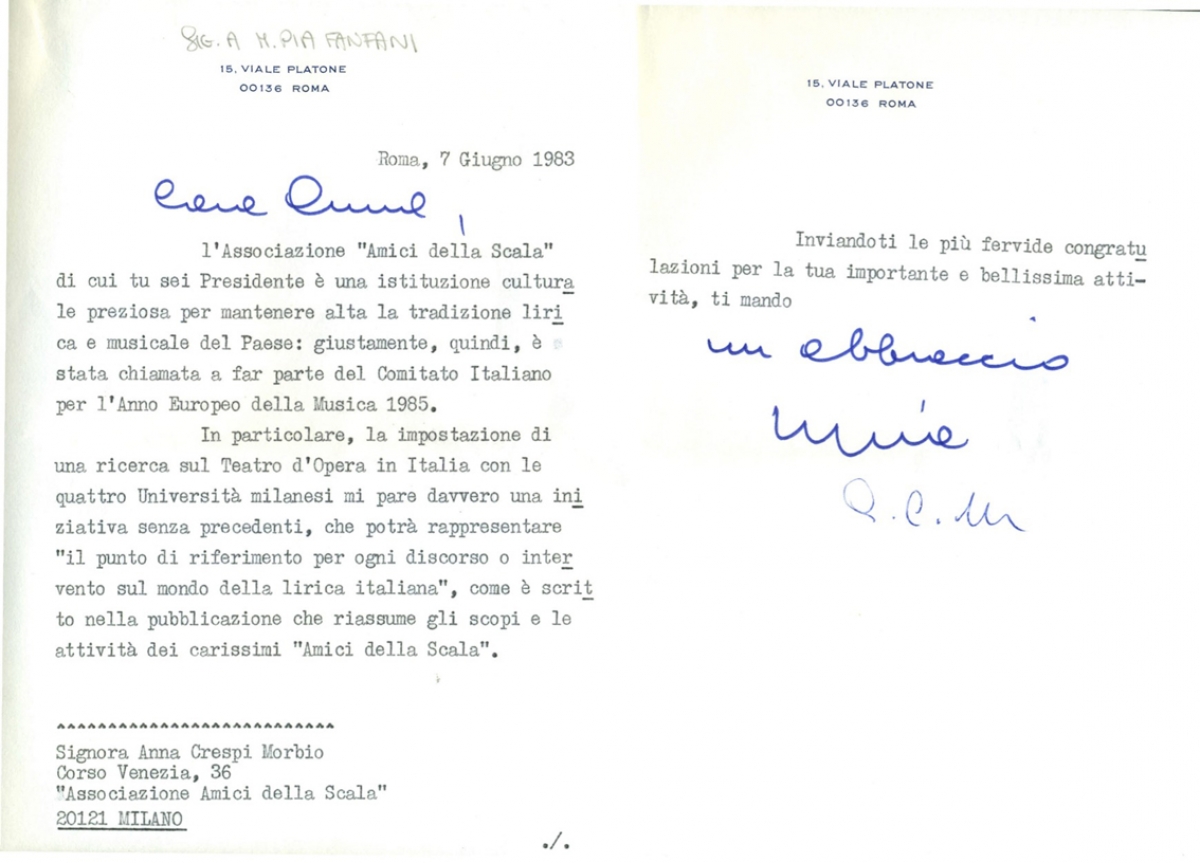 SIG.A M.PIA FANFANI
15, VIALE PLATONE
00136 ROMA
Roma, 7 Giugno 1983
Cara Anna,
l'Associazione "Amici della Scala"
di cui tu sei Presidente è una istituzione cultura
le preziosa per mantenere alta la tradizione liri
ca e musicale del Paese: giustamente, quindi, è
stata chiamata a far parte del Comitato Italiano
per l'Anno Europeo della Musica 1985.
In particolare, la impostazione di
una ricerca sul Teatro d'Opera in Italia con le
quattro Università milanesi mi pare davvero una ini
ziativa senza precedenti, che potrà rappresentare
"il punto di riferimento per ogni discorso o inter
vento sul mondo della lirica italiana", come è scrit
to nella pubblicazione che riassume gli scopi e le
attività dei carissimi "Amici della Scala".
^^^^^^^^^^^^^^^^^^^^^^^^^^^
Signora Anna Crespi Morbio
Corso Venezia, 36
"Associazione Amici della Scala"
20121 MILANO
./.
15, VIALE PLATONE
00136 ROMA
Inviandoti le più fervide congratu
lazioni per la tua importante e bellissima atti-
vità, ti mando
un abbraccio